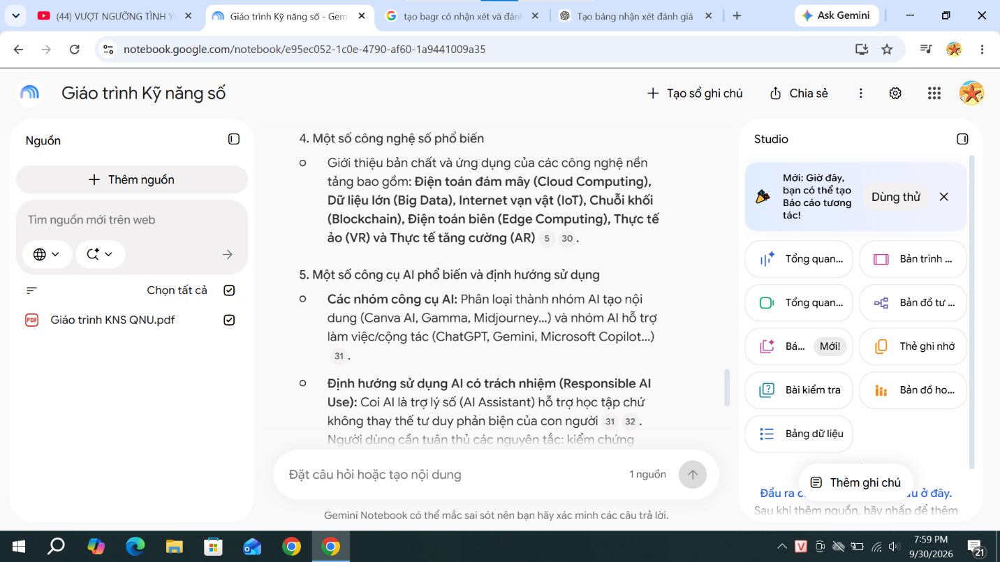 (44) VƯỢT NGƯỠNG TÌNH Y
Giáo trình Kỹ năng số - Gem
tạo bagr có nhận xét và đán
Tạo bảng nhận xét đánh giá
Ask Gemini
notebook.google.com/notebook/e95ec052-1c0e-4790-af60-1a9441009a35
Giáo trình Kỹ năng số
Tạo sổ ghi chú
Chia sẻ
Nguồn
Thêm nguồn
Tìm nguồn mới trên web
Chọn tất cả
PDF
Giáo trình KNS QNU.pdf
4. Một số công nghệ số phổ biến
Giới thiệu bản chất và ứng dụng của các công nghệ nền
tảng bao gồm: Điện toán đám mây (Cloud Computing),
Dữ liệu lớn (Big Data), Internet vạn vật (IoT), Chuỗi khối
(Blockchain), Điện toán biên (Edge Computing), Thực tế
ảo (VR) và Thực tế tăng cường (AR) 5 30 .
5. Một số công cụ AI phổ biến và định hướng sử dụng
Các nhóm công cụ AI: Phân loại thành nhóm AI tạo nội
dung (Canva AI, Gamma, Midjourney...) và nhóm AI hỗ trợ
làm việc/cộng tác (ChatGPT, Gemini, Microsoft Copilot...)
31 .
Định hướng sử dụng AI có trách nhiệm (Responsible AI
Use): Coi AI là trợ lý số (AI Assistant) hỗ trợ học tập chứ
không thay thế tư duy phản biện của con người 31 32 .
Người dùng cần tuân thủ các nguyên tắc: kiểm chứng
Đặt câu hỏi hoặc tạo nội dung
1 nguồn
Gemini Notebook có thể mắc sai sót nên bạn hãy xác minh các câu trả lời.
Studio
Mới: Giờ đây,
bạn có thể tạo
Báo cáo tương
tác!
Dùng thử
Tổng quan...
Bản trình ...
Tổng quan...
Bản đồ tư ...
Bá... Mới!
Thẻ ghi nhớ
Bài kiểm tra
Bản đồ ho...
Bảng dữ liệu
Thêm ghi chú
Đầu ra ở đây.
Sau khi thêm nguồn, hãy nhấp để thêm
V
7:59 PM
9/30/2026
21